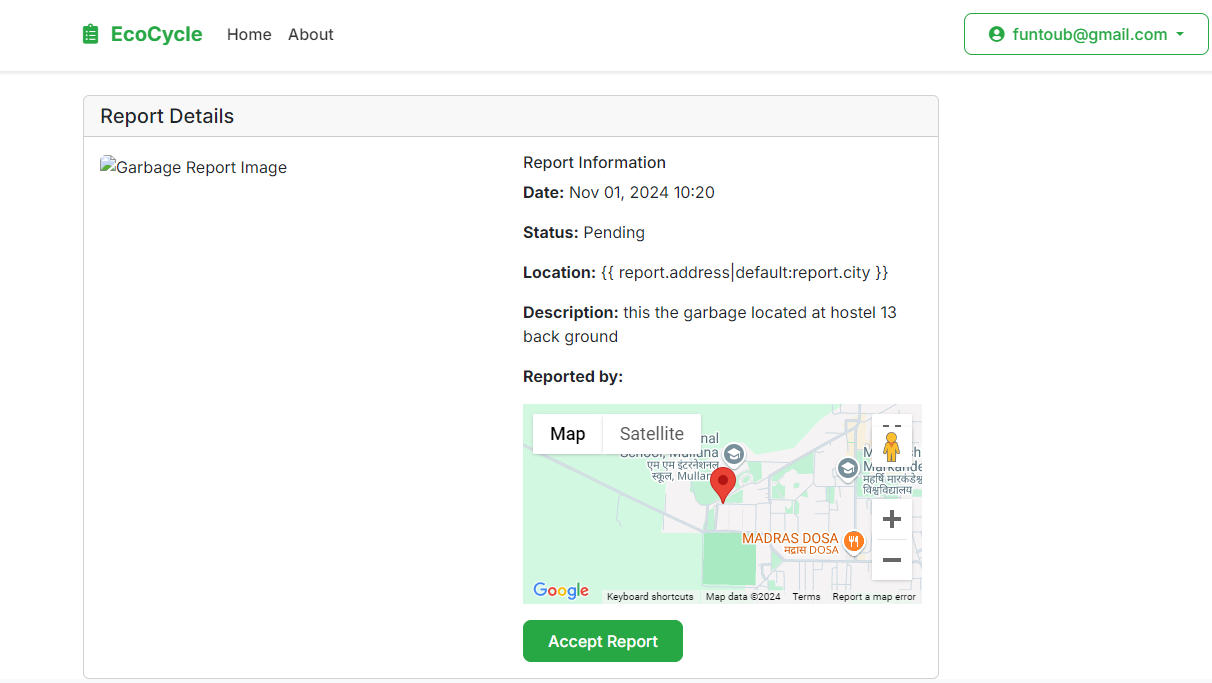 EcoCycle Home About funtoub@gmail.com
Report Details
Garbage Report Image
Report Information
Date: Nov 01, 2024 10:20
Status: Pending
Location: {{ report.address|default:report.city }}
Description: this the garbage located at hostel 13
back ground
Reported by:
Map Satellite
nal
School, Mullana
एम एम इंटरनेशनल
स्कूल, Mullan
M sh
Markande
महर्षि मारकंडेश्व
विश्वविद्यालय
MADRAS DOSA
मद्रास DOSA
Google Keyboard shortcuts Map data ©2024 Terms Report a map error
Accept Report